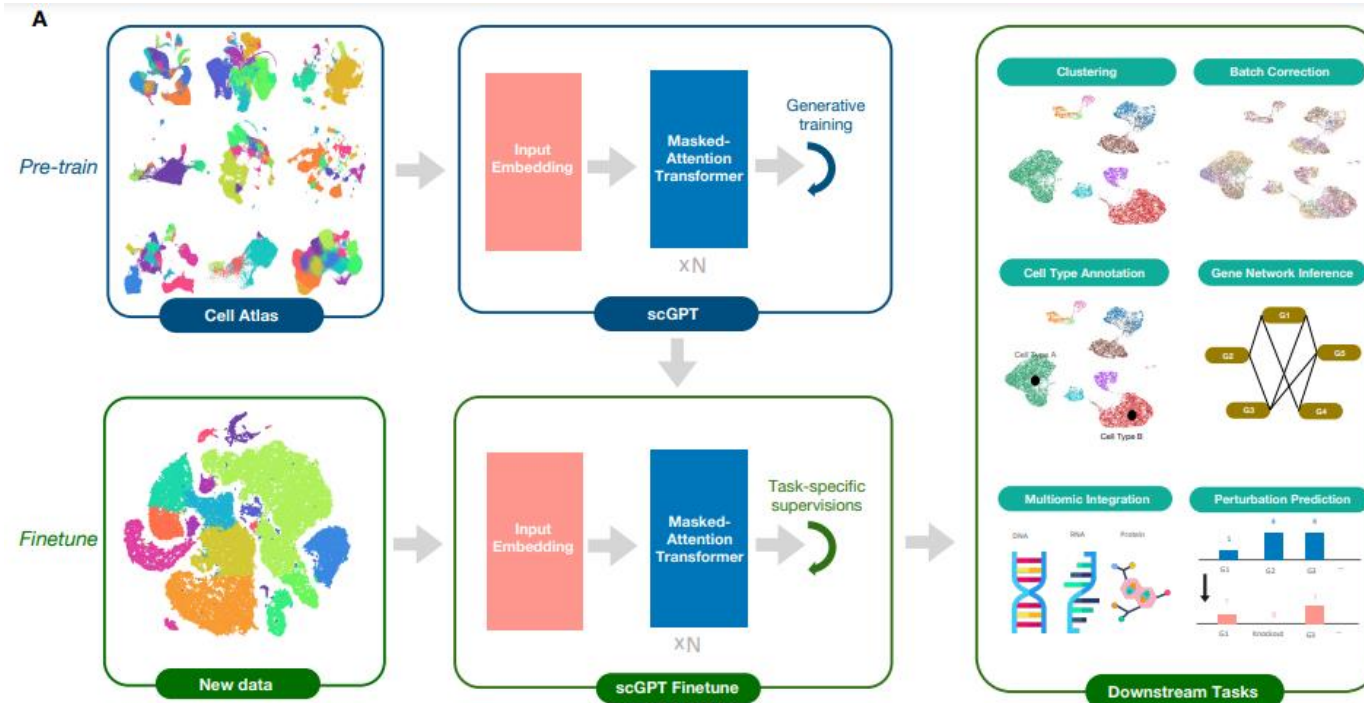 A
Pre-train
Cell Atlas
Input
Embedding
Masked-
Attention
Transformer
xN
Generative
training
scGPT
Finetune
New data
Input
Embedding
Masked-
Attention
Transformer
xN
Task-specific
supervisions
scGPT Finetune
Clustering
Batch Correction
Cell Type Annotation
Cell Type A
Cell Type B
Gene Network Inference
G1
G2
G5
G3
G4
Multiomic Integration
DNA
RNA
Protein
Perturbation Prediction
G1
G2
G3
...
G1
Knockout
G3
...
Downstream Tasks